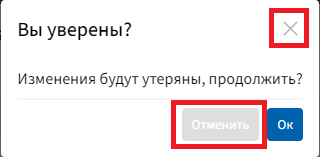 Вы уверены?
Изменения будут утеряны, продолжить?
Отменить Ок